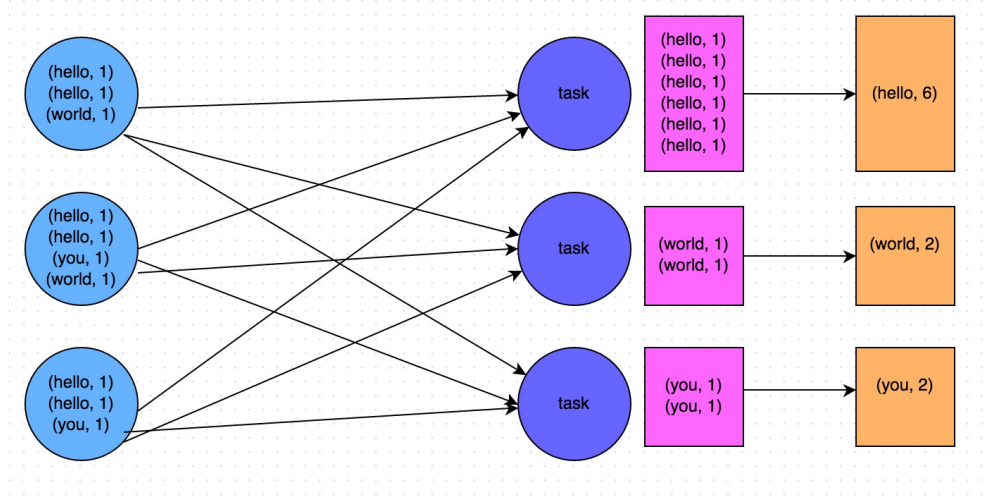 (hello, 1)
(hello, 1)
(world, 1)
task
(hello, 1)
(hello, 1)
(hello, 1)
(hello, 1)
(hello, 1)
(hello, 1)
(hello, 6)
(hello, 1)
(hello, 1)
(you, 1)
(world, 1)
task
(world, 1)
(world, 1)
(world, 2)
(hello, 1)
(hello, 1)
(you, 1)
task
(you, 1)
(you, 1)
(you, 2)